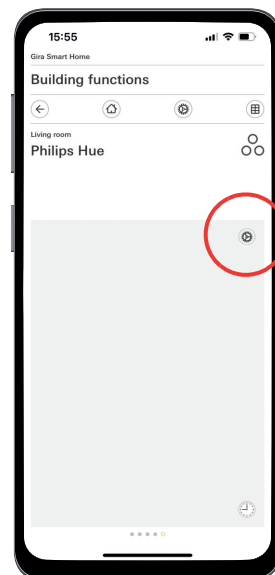 15:55
Gira Smart Home
Building functions
Living room
Philips Hue